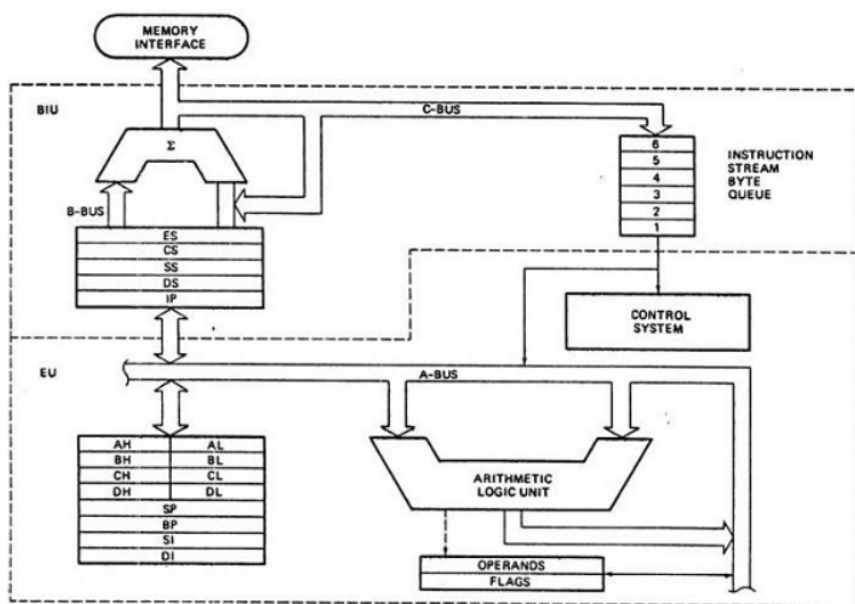 MEMORY
INTERFACE
BIU
C-BUS
Σ
6
5
4
3
2
1
INSTRUCTION
STREAM
BYTE
QUEUE
B-BUS
ES
CS
SS
DS
IP
CONTROL
SYSTEM
EU
A-BUS
AH AL
BH BL
CH CL
DH DL
SP
BP
SI
DI
ARITHMETIC
LOGIC UNIT
OPERANDS
FLAGS